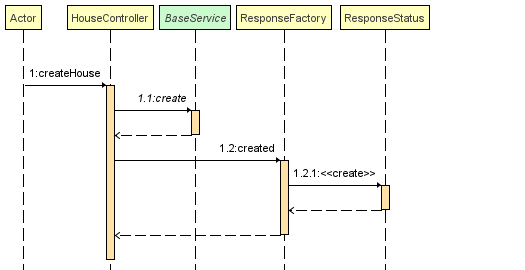 Actor
HouseController
BaseService
ResponseFactory
ResponseStatus
1:createHouse
1.1:create
1.2:created
1.2.1:<<create>>